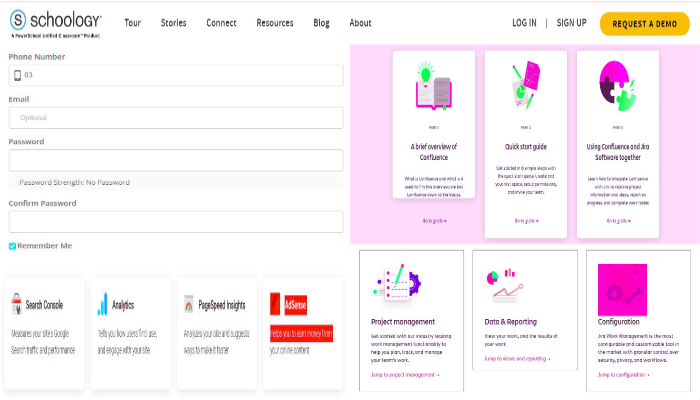 schoology®
A PowerSchool Unified Classroom™ Product
Tour
Stories
Connect
Resources
Blog
About
LOG IN | SIGN UP
REQUEST A DEMO
Phone Number
03
Email
Optional
Password
Password Strength: No Password
Confirm Password
Remember Me
Search Console
Measures your site's Google
Search traffic and performance
Analytics
Tells you how users find, use,
and engage with your site
PageSpeed Insights
Analyzes your site and suggests
ways to make it faster
AdSense
Helps you to earn money from
your online content
PART 1
A brief overview of
Confluence
What is Confluence and what is it
used for? In this overview, we boil
Confluence down to the basics.
Go to guide →
PART 2
Quick start guide
Get started in 6 simple steps with
the quick start guide. Create and
your first space, setup permissions,
and invite your team.
Go to guide →
PART 3
Using Confluence and Jira
Software together
Learn how to integrate Confluence
with Jira to capture project
information and ideas, report on
progress, and complete work faster.
Go to guide →
Project management
Get started with our industry leading
work management functionality to
help you plan, track, and manage
your team's work.
Jump to project management →
Data & Reporting
View your work, and the results of
your work
Jump to views and reporting →
Configuration
Jira Work Management is the most
configurable and customizable tool in
the market with granular control over
security, privacy, and workflows.
Jump to configuration →